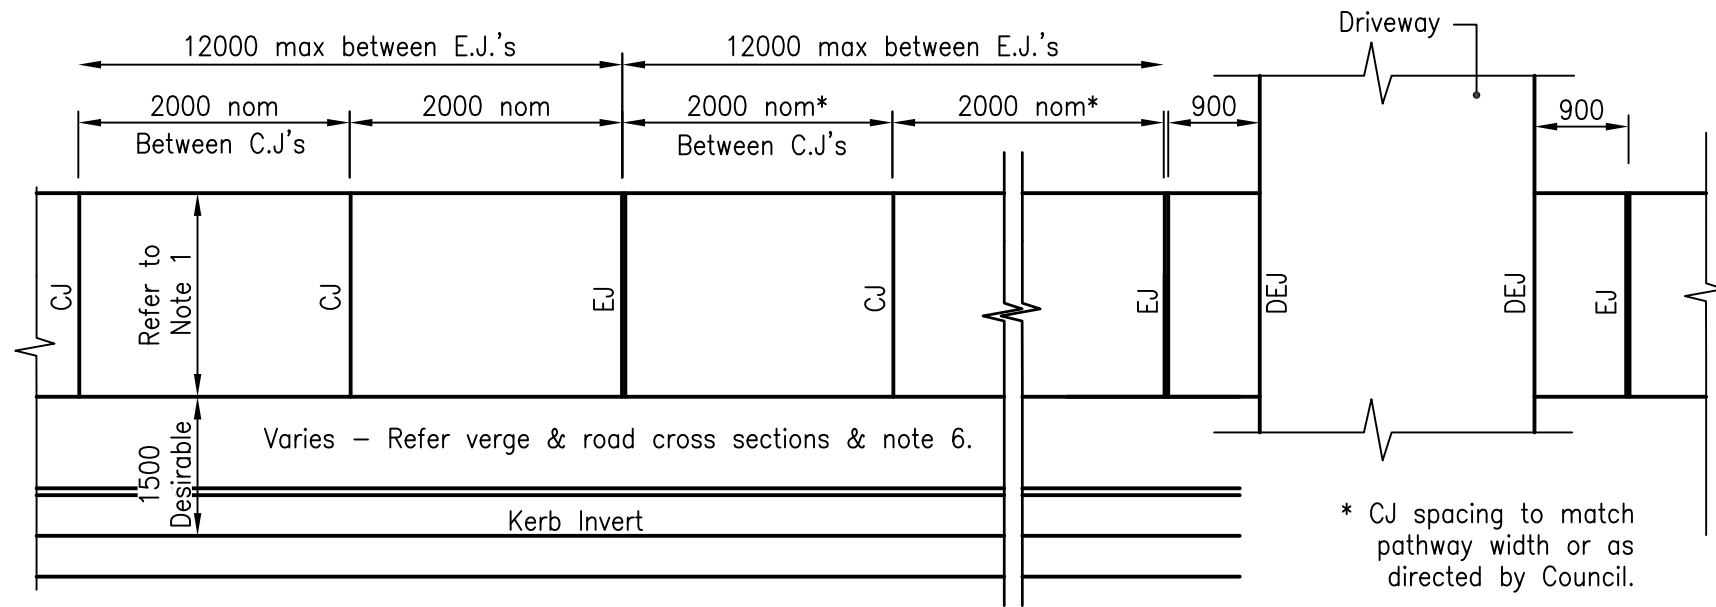 Driveway
12000 max between E.J.'s
12000 max between E.J.'s
2000 nom
2000 nom
2000 nom*
2000 nom*
900
900
Between C.J's
Between C.J's
CJ
Refer to
Note 1
CJ
EJ
CJ
EJ
DEJ
DEJ
EJ
1500
Desirable
Varies – Refer verge & road cross sections & note 6.
Kerb Invert
* CJ spacing to match
pathway width or as
directed by Council.